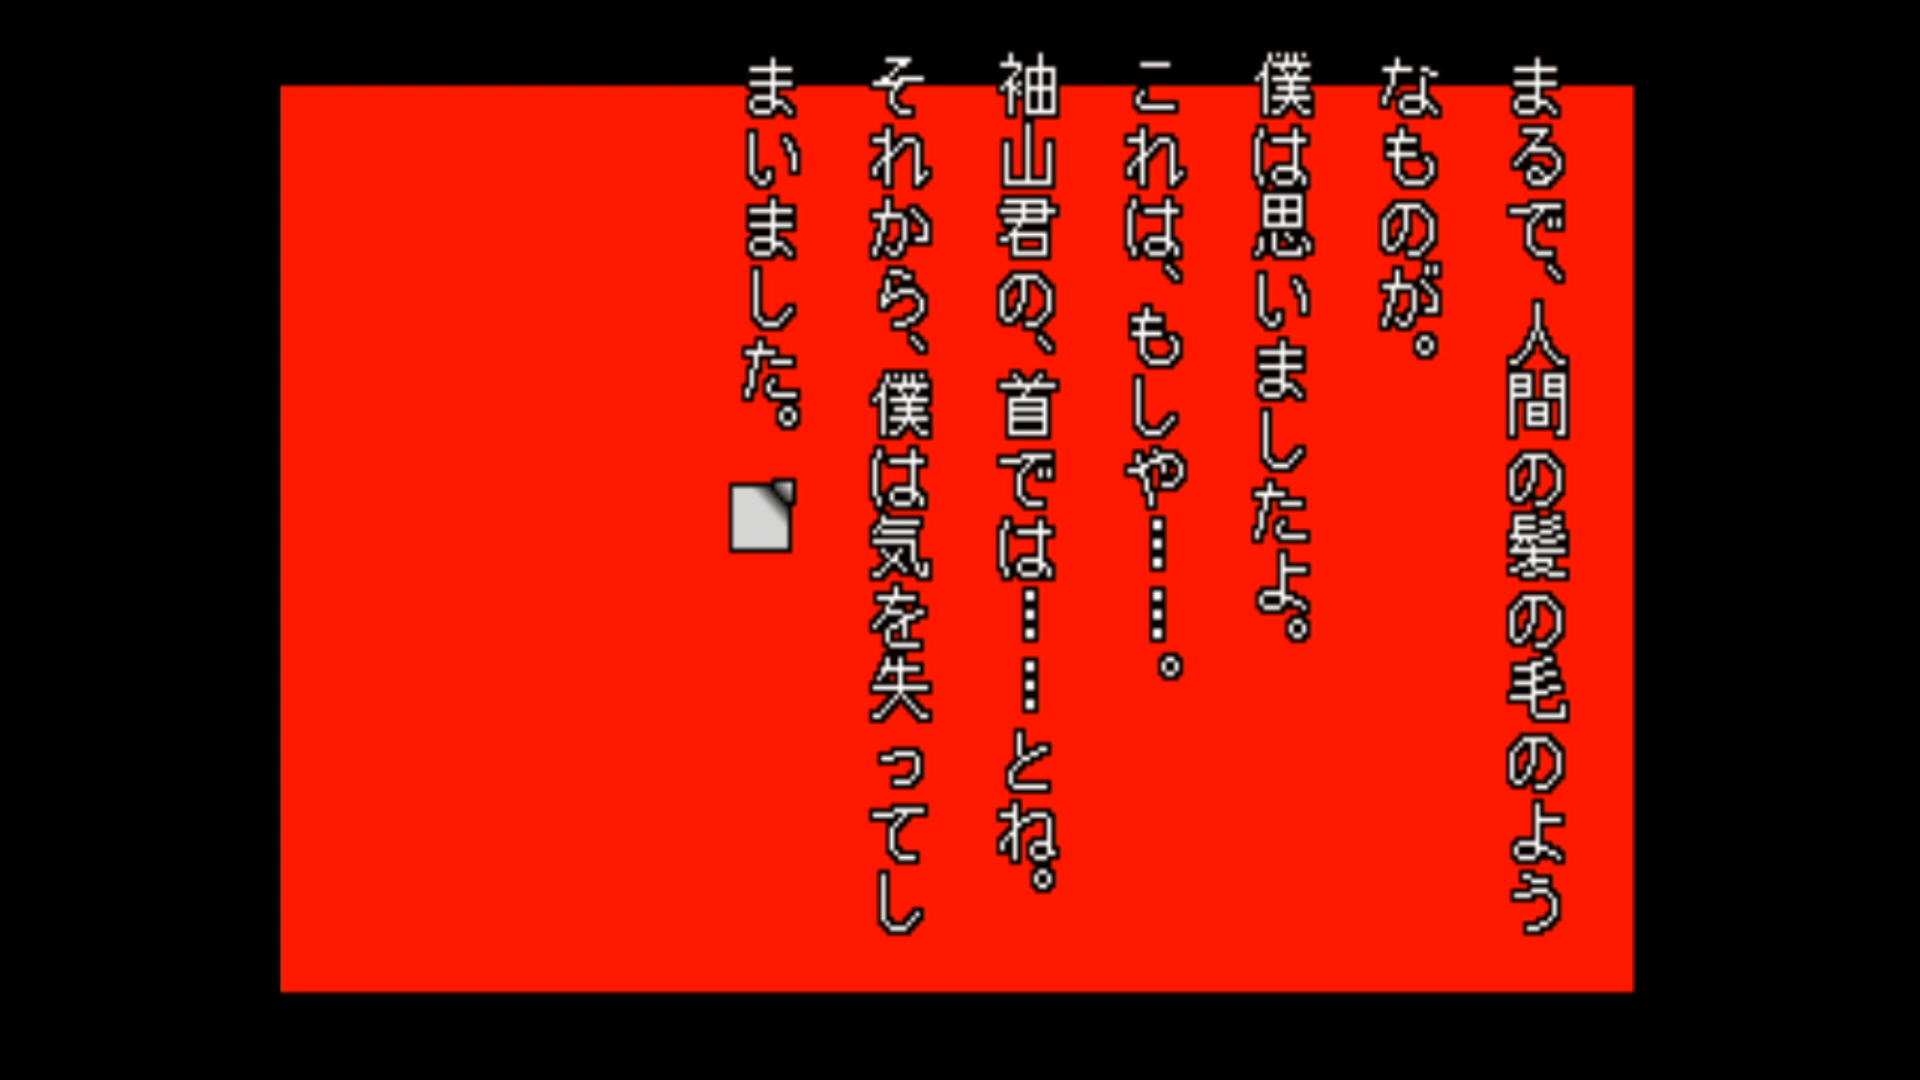 まるで、人間の髪の毛のよう
なものが。
僕は思いましたよ。
これは、もしや……。
袖山君の、首では……とね。
それから、僕は気を失ってし
まいました。